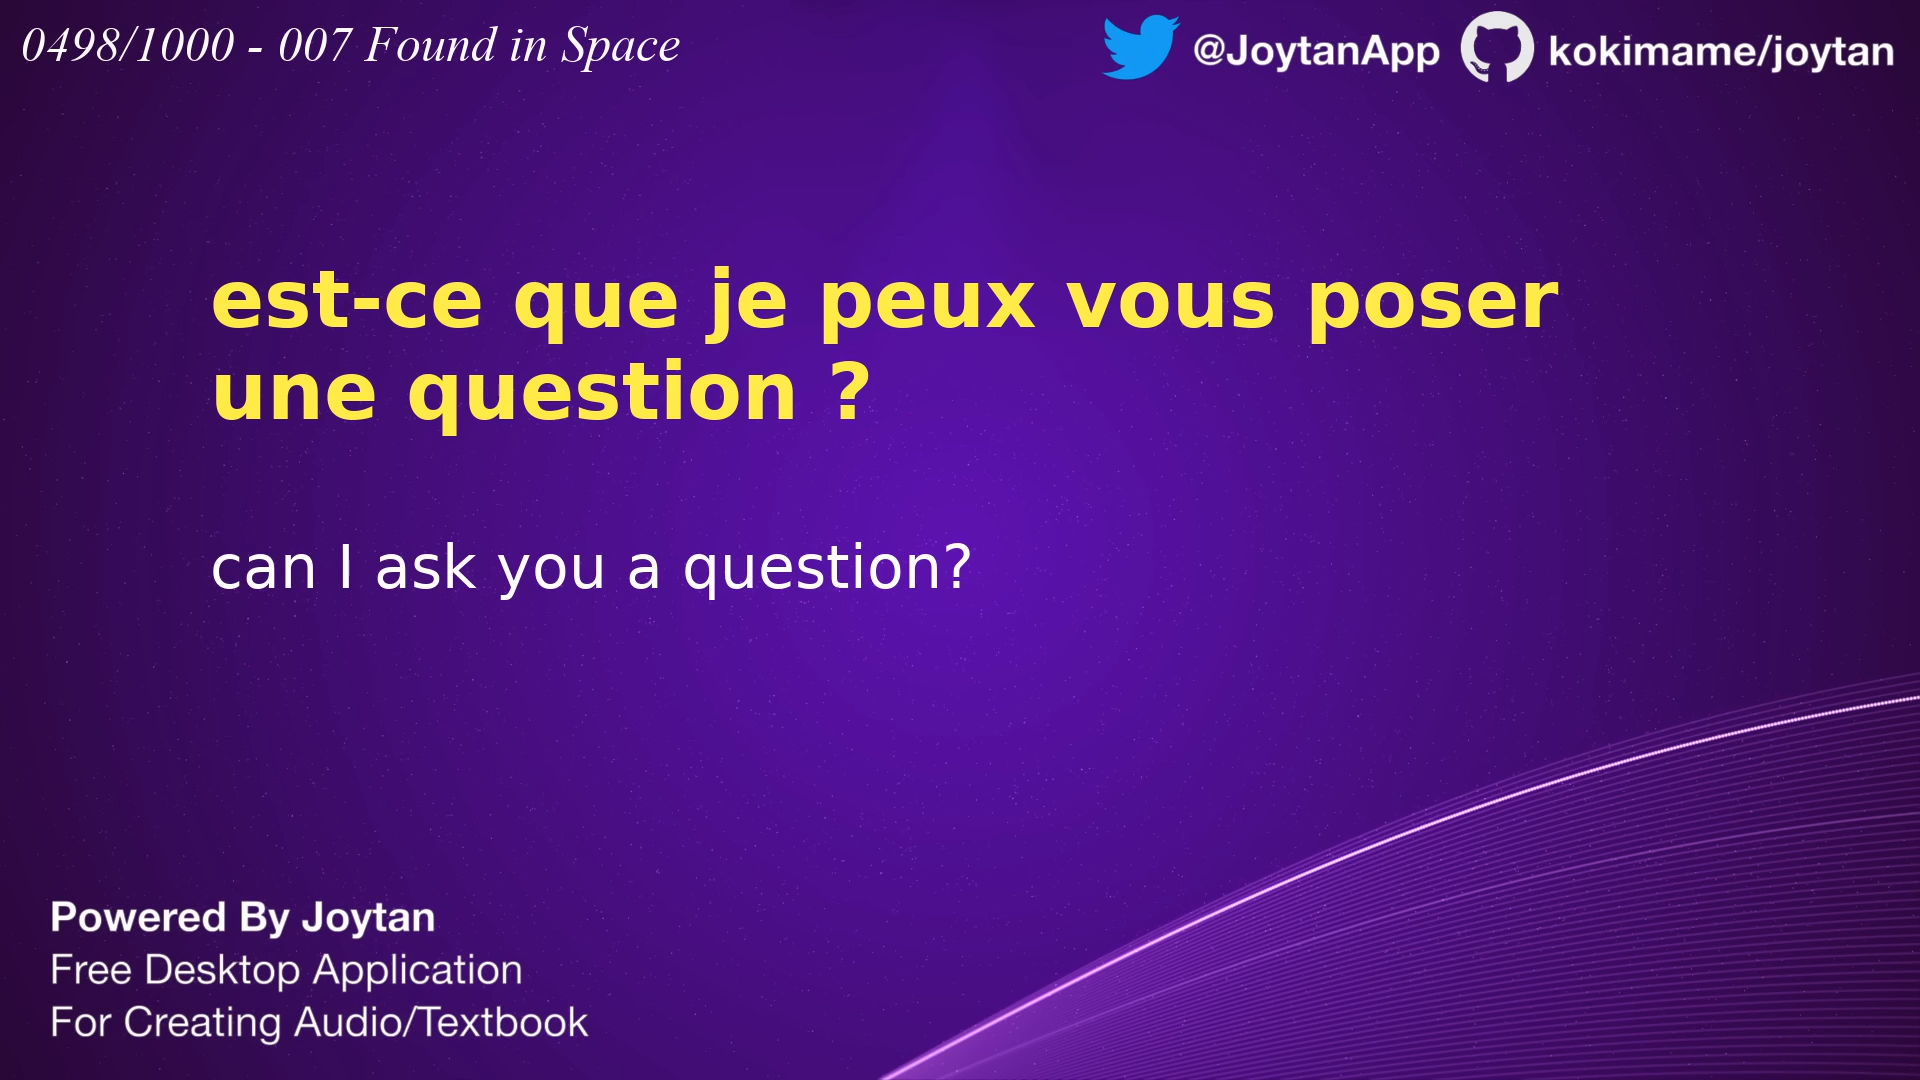 0498/1000 - 007 Found in Space
@JoytanApp
kokimame/joytan
est-ce que je peux vous poser
une question ?
can I ask you a question?
Powered By Joytan
Free Desktop Application
For Creating Audio/Textbook